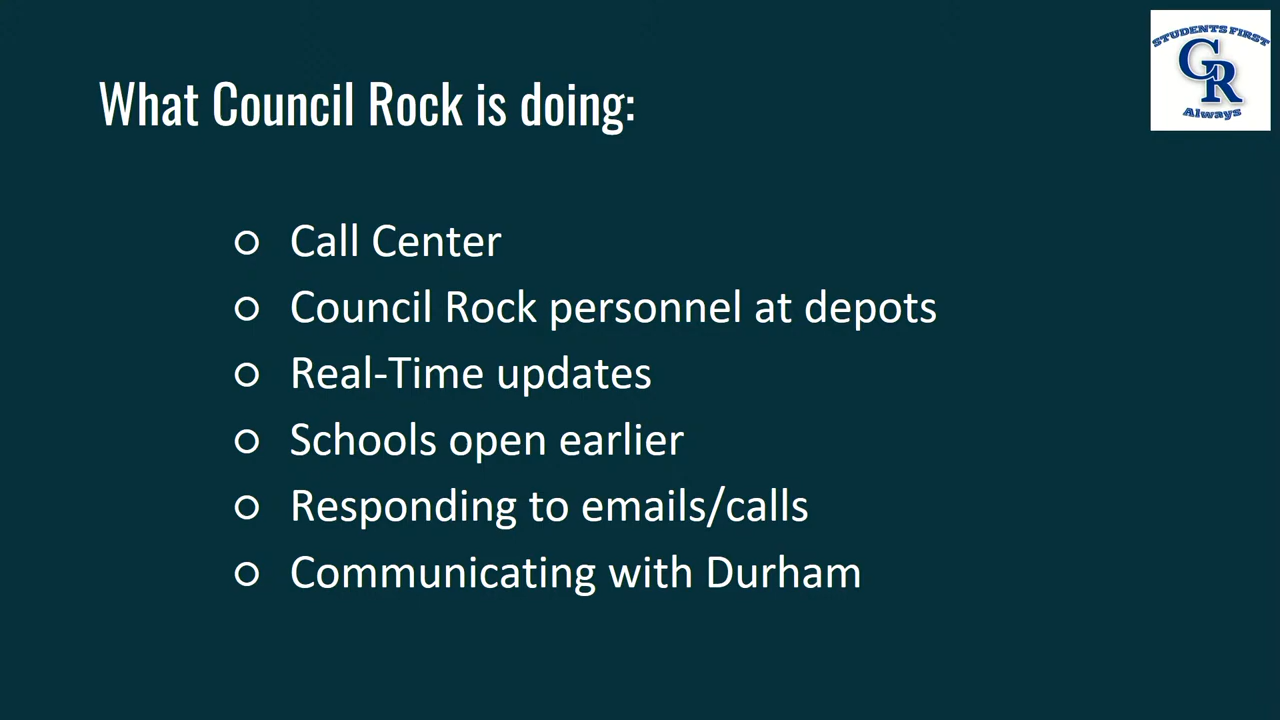 STUDENTS FIRST
CR
Always
What Council Rock is doing:
Call Center
Council Rock personnel at depots
Real-Time updates
Schools open earlier
Responding to emails/calls
Communicating with Durham